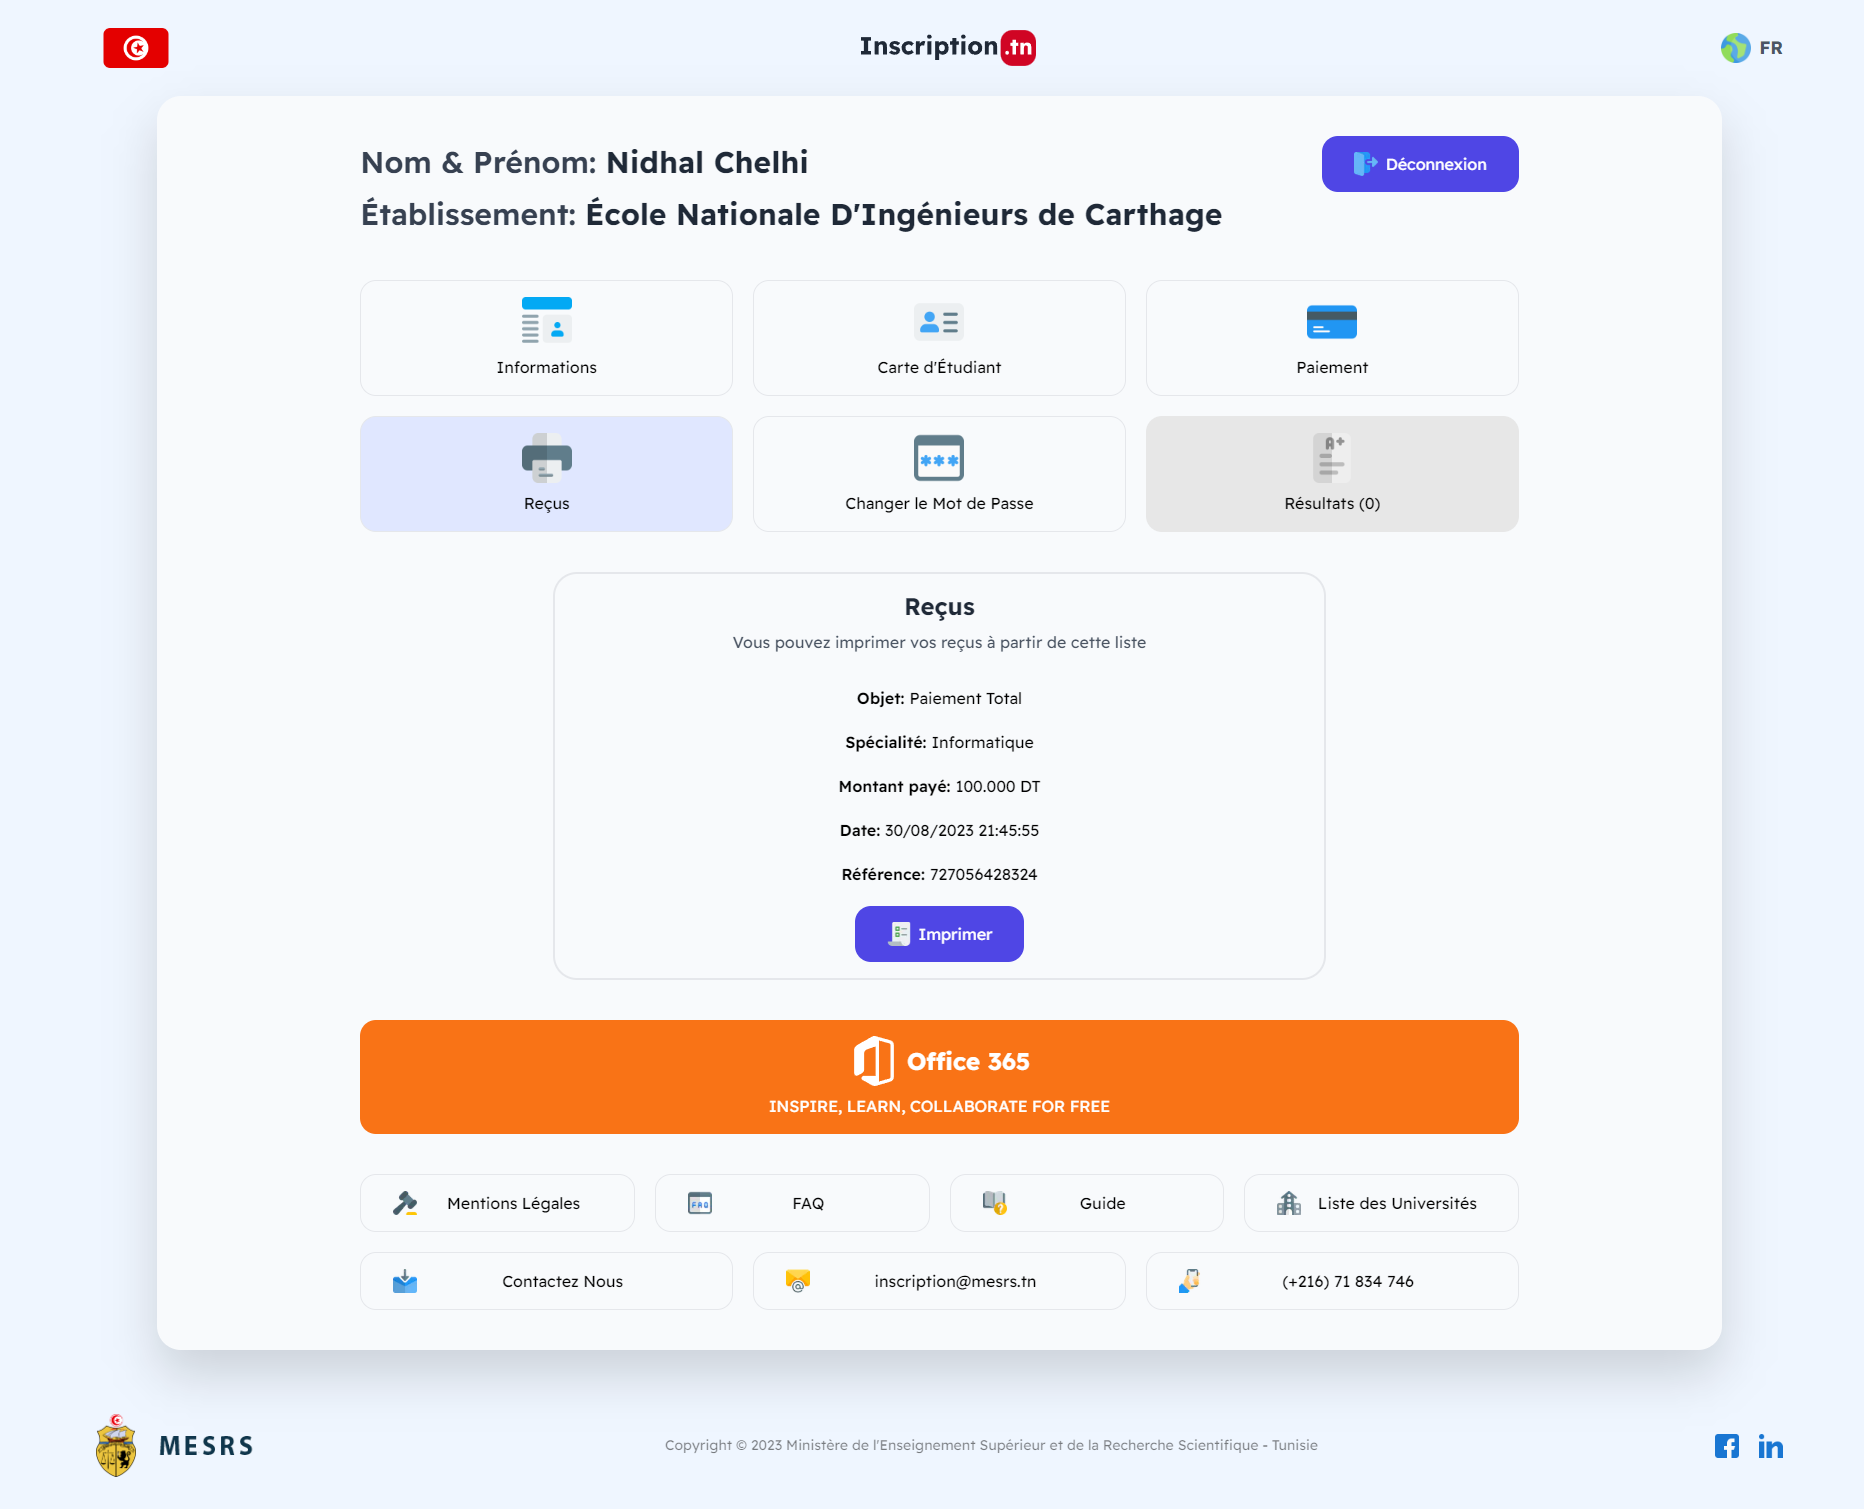 Inscription.tn
FR
Nom & Prénom: Nidhal Chelhi
Déconnexion
Établissement: École Nationale D'Ingénieurs de Carthage
Informations
Carte d'Étudiant
Paiement
A+
Reçus
Changer le Mot de Passe
Résultats (0)
Reçus
Vous pouvez imprimer vos reçus à partir de cette liste
Objet: Paiement Total
Spécialité: Informatique
Montant payé: 100.000 DT
Date: 30/08/2023 21:45:55
Référence: 727056428324
Imprimer
Office 365
INSPIRE, LEARN, COLLABORATE FOR FREE
Mentions Légales
FAQ
FAQ
Guide
Liste des Universités
Contactez Nous
inscription@mesrs.tn
(+216) 71 834 746
MESRS
Copyright © 2023 Ministère de l'Enseignement Supérieur et de la Recherche Scientifique - Tunisie